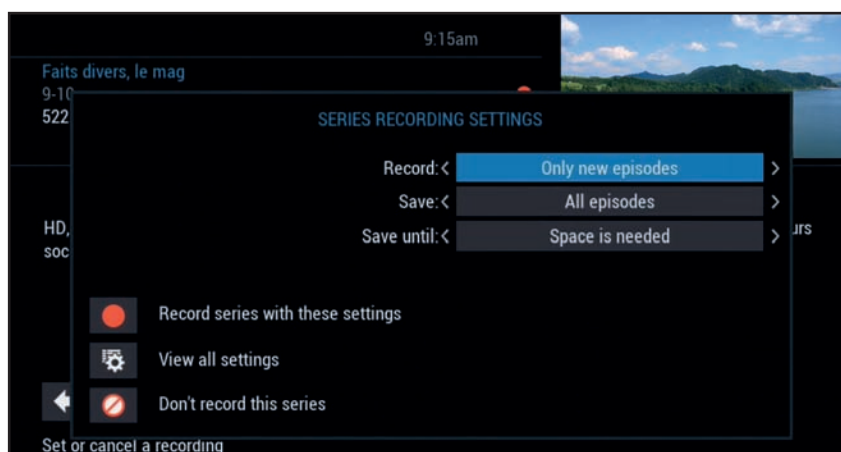 9:15am
Faits divers, le mag
9-10
522
SERIES RECORDING SETTINGS
Record: < Only new episodes >
Save: < All episodes >
Save until: < Space is needed >
HD, urs
soc
Record series with these settings
View all settings
Don't record this series
Set or cancel a recording